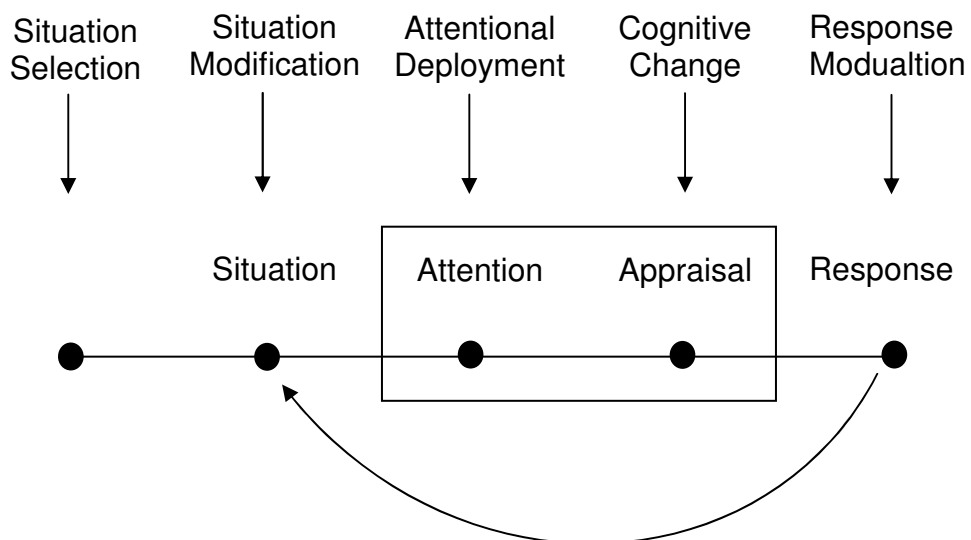 Situation
Selection
Situation
Modification
Attentional
Deployment
Cognitive
Change
Response
Modualtion
Situation
Attention
Appraisal
Response